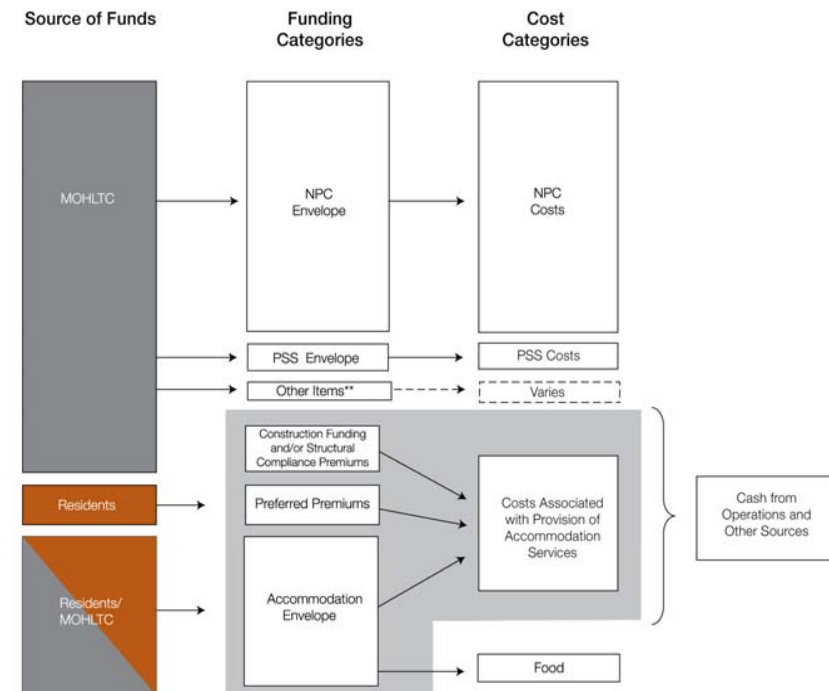 Source of Funds
Funding
Categories
Cost
Categories
MOHLTC
NPC
Envelope
NPC
Costs
PSS Envelope
PSS Costs
Other Items**
Varies
Construction Funding
and/or Structural
Compliance Premiums
Residents
Preferred Premiums
Costs Associated
with Provision of
Accommodation
Services
Cash from
Operations and
Other Sources
Residents/
MOHLTC
Accommodation
Envelope
Food